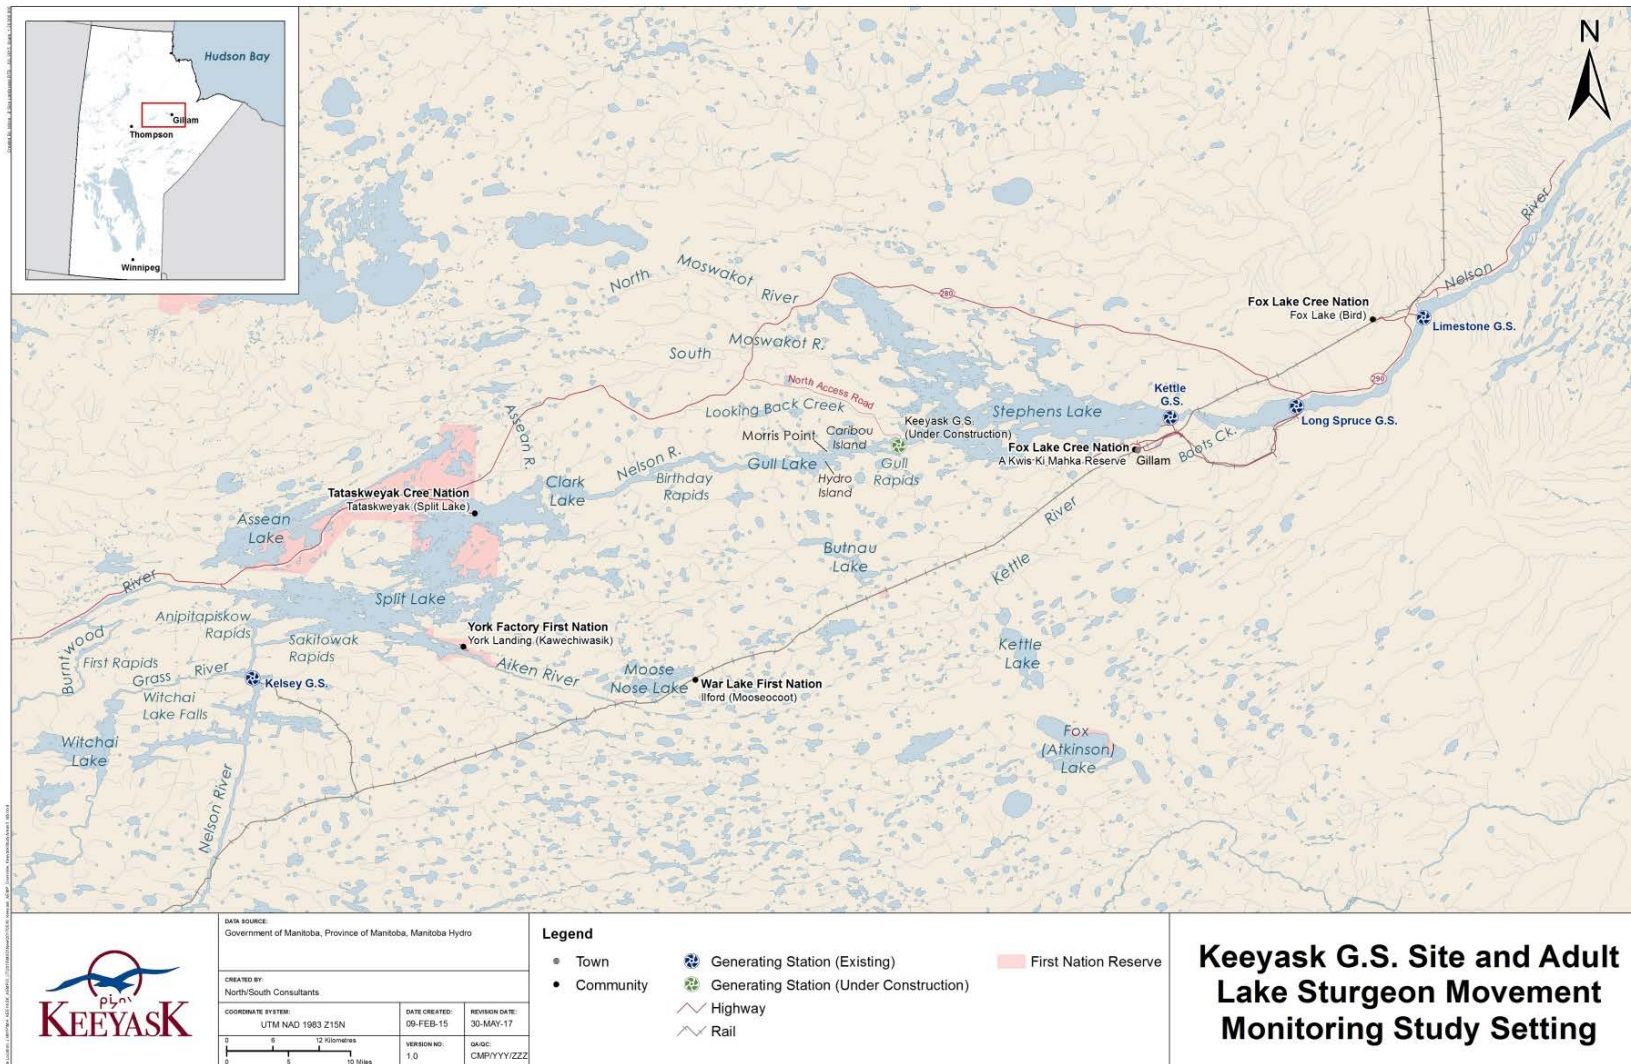 Hudson Bay
Gillam
Thompson
Winnipeg
N
North
Moswakot
River
280
Nelson
River
Fox Lake Cree Nation
Fox Lake (Bird)
Limestone G.S.
South
Moswakot R.
North Access Road
290
Kettle
G.S.
Stephens Lake
Long Spruce G.S.
Looking Back Creek
Assean R.
Morris Point
Caribou
Island
Keeyask G.S.
(Under Construction)
Fox Lake Cree Nation
A Kwis Ki Mahka Reserve
Gillam
Boots Ck.
Nelson R.
Gull Lake
Gull
Rapids
Hydro
Island
Birthday
Rapids
Clark
Lake
Tataskweyak Cree Nation
Tataskweyak (Split Lake)
Assean
Lake
Butnau
Lake
Kettle
River
River
Split Lake
Anipitapiskow
Rapids
Sakitowak
Rapids
York Factory First Nation
York Landing (Kawechiwasik)
Burntwood
First Rapids
Grass
River
Kelsey G.S.
Aiken River
Moose
Nose Lake
War Lake First Nation
Ilford (Mooseocoot)
Kettle
Lake
Witchai
Lake Falls
Witchai
Lake
Fox
(Atkinson)
Lake
Nelson River
KEEYASK
DATA SOURCE:
Government of Manitoba, Province of Manitoba, Manitoba Hydro
CREATED BY:
North/South Consultants
COORDINATE SYSTEM:
UTM NAD 1983 Z15N
DATE CREATED:
09-FEB-15
REVISION DATE:
30-MAY-17
0 6 12 Kilometres
0 5 10 Miles
VERSION NO:
1.0
QA/QC:
CMP/YYY/ZZZ
Legend
Town
Community
Generating Station (Existing)
Generating Station (Under Construction)
Highway
Rail
First Nation Reserve
Keeyask G.S. Site and Adult
Lake Sturgeon Movement
Monitoring Study Setting